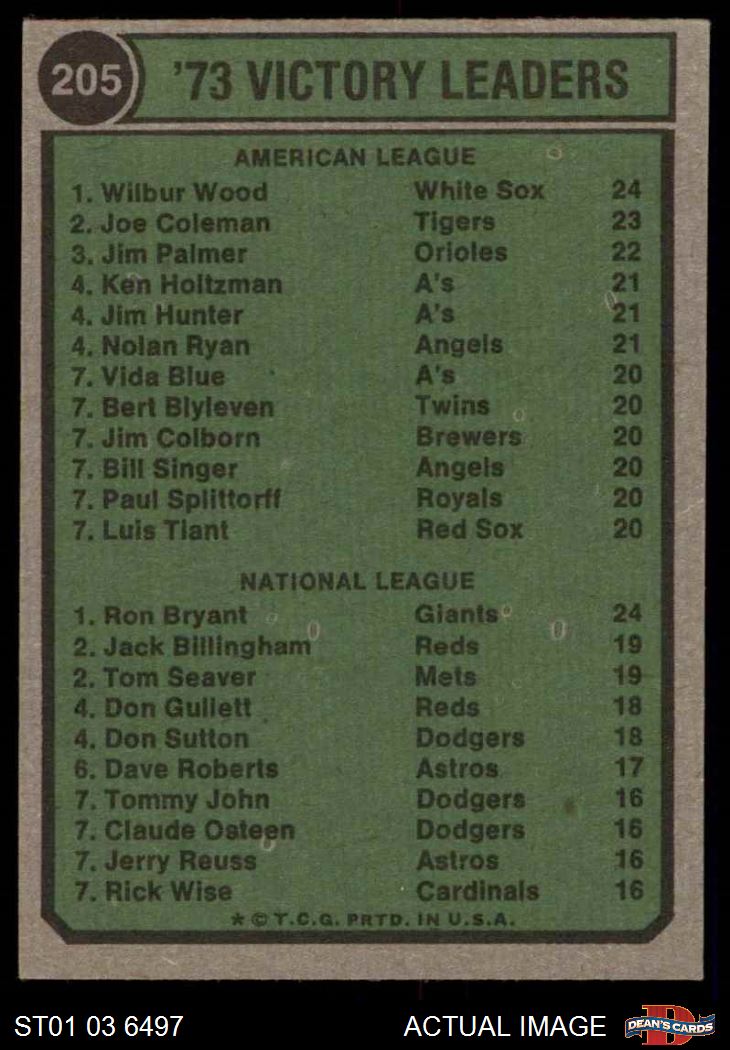 205 '73 VICTORY LEADERS
AMERICAN LEAGUE
1. Wilbur Wood White Sox 24
2. Joe Coleman Tigers 23
3. Jim Palmer Orioles 22
4. Ken Holtzman A's 21
4. Jim Hunter A's 21
4. Nolan Ryan Angels 21
7. Vida Blue A's 20
7. Bert Blyleven Twins 20
7. Jim Colborn Brewers 20
7. Bill Singer Angels 20
7. Paul Splittorff Royals 20
7. Luis Tiant Red Sox 20
NATIONAL LEAGUE
1. Ron Bryant Giants 24
2. Jack Billingham Reds 19
2. Tom Seaver Mets 19
4. Don Gullett Reds 18
4. Don Sutton Dodgers 18
6. Dave Roberts Astros 17
7. Tommy John Dodgers 16
7. Claude Osteen Dodgers 16
7. Jerry Reuss Astros 16
7. Rick Wise Cardinals 16
* © T.C.G. PRTD. IN U.S.A.
ST01 03 6497 ACTUAL IMAGE D DEAN'S CARDS